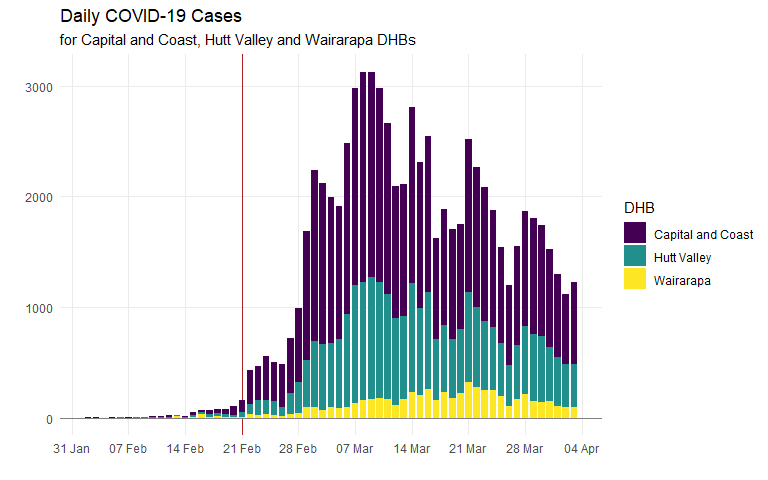 Daily COVID-19 Cases
for Capital and Coast, Hutt Valley and Wairarapa DHBs
3000
2000
1000
0
31 Jan 07 Feb 14 Feb 21 Feb 28 Feb 07 Mar 14 Mar 21 Mar 28 Mar 04 Apr
DHB
Capital and Coast
Hutt Valley
Wairarapa